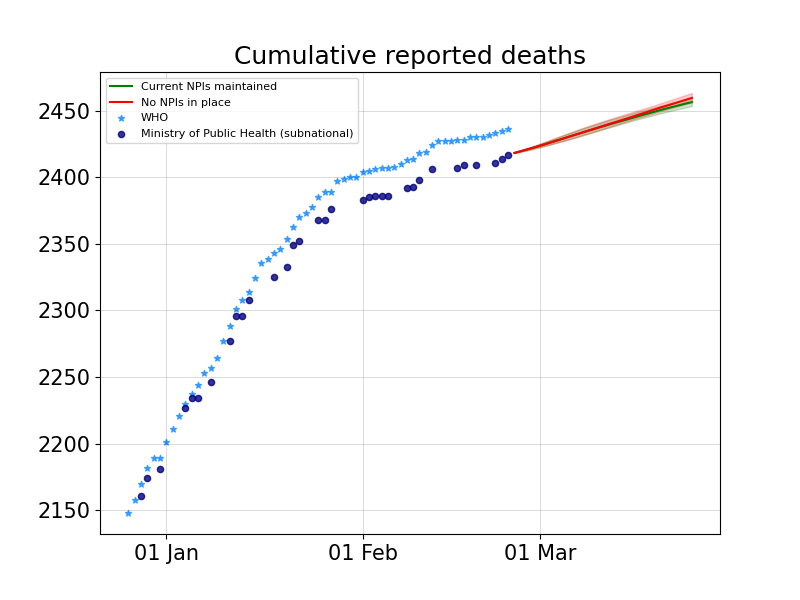 Cumulative reported deaths
Current NPIs maintained
No NPIs in place
WHO
Ministry of Public Health (subnational)
2450
2400
2350
2300
2250
2200
2150
01 Jan
01 Feb
01 Mar